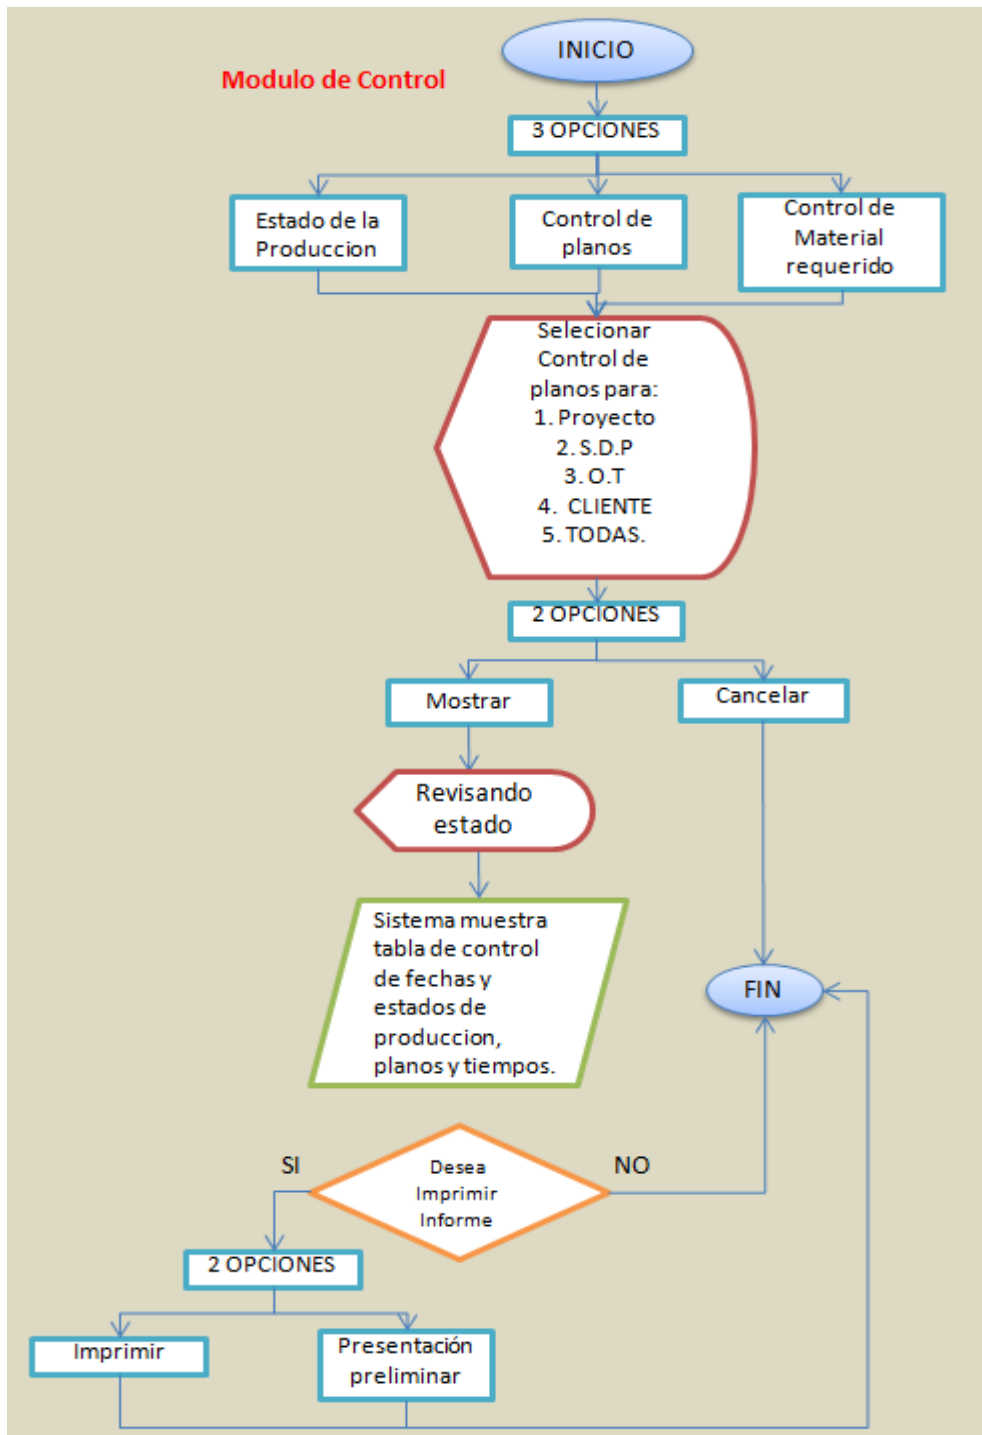 INICIO
Modulo de Control
3 OPCIONES
Estado de la
Produccion
Control de
planos
Control de
Material
requerido
Selecionar
Control de
planos para:
1. Proyecto
2. S.D.P
3. O.T
4. CLIENTE
5. TODAS.
2 OPCIONES
Mostrar
Cancelar
Revisando
estado
Sistema muestra
tabla de control
de fechas y
estados de
produccion,
planos y tiempos.
FIN
SI
Desea
Imprimir
Informe
NO
2 OPCIONES
Imprimir
Presentación
preliminar